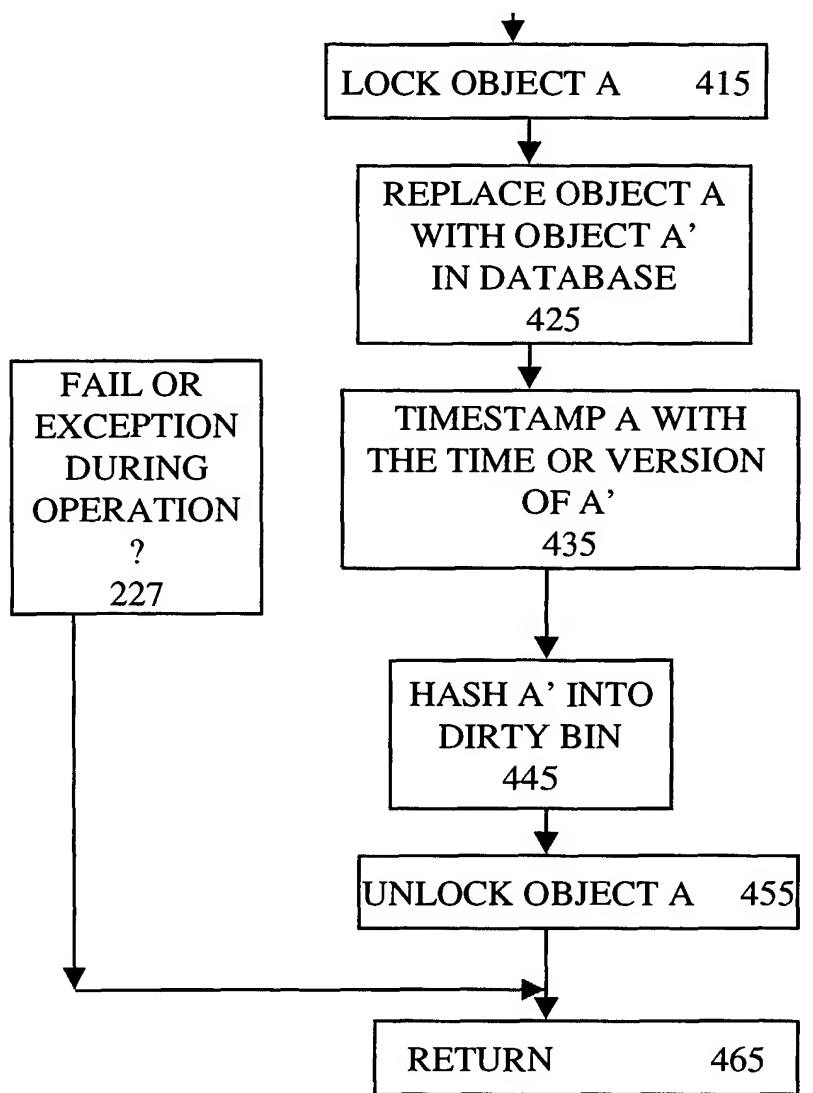 LOCK OBJECT A 415
REPLACE OBJECT A
WITH OBJECT A’
IN DATABASE
425
FAIL OR
EXCEPTION
DURING
OPERATION
?
227
TIMESTAMP A WITH
THE TIME OR VERSION
OF A’
435
HASH A’ INTO
DIRTY BIN
445
UNLOCK OBJECT A 455
RETURN 465